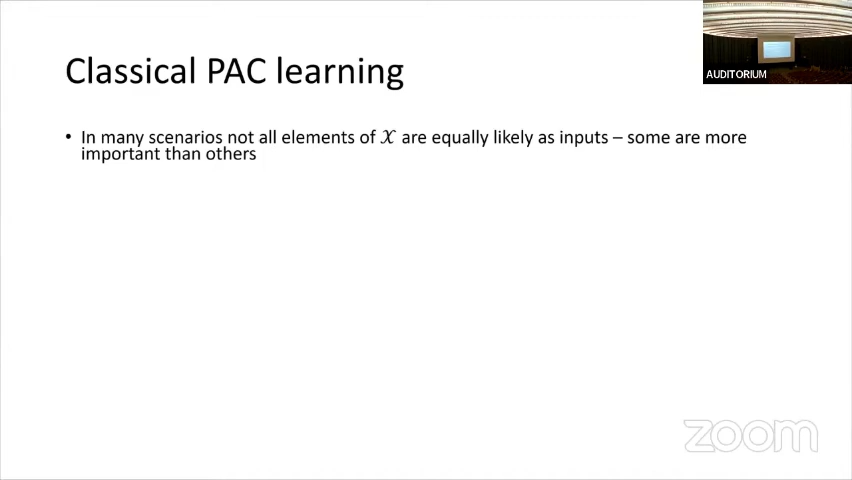 Classical PAC learning
AUDITORIUM
• In many scenarios not all elements of 𝒳 are equally likely as inputs – some are more
important than others
zoom